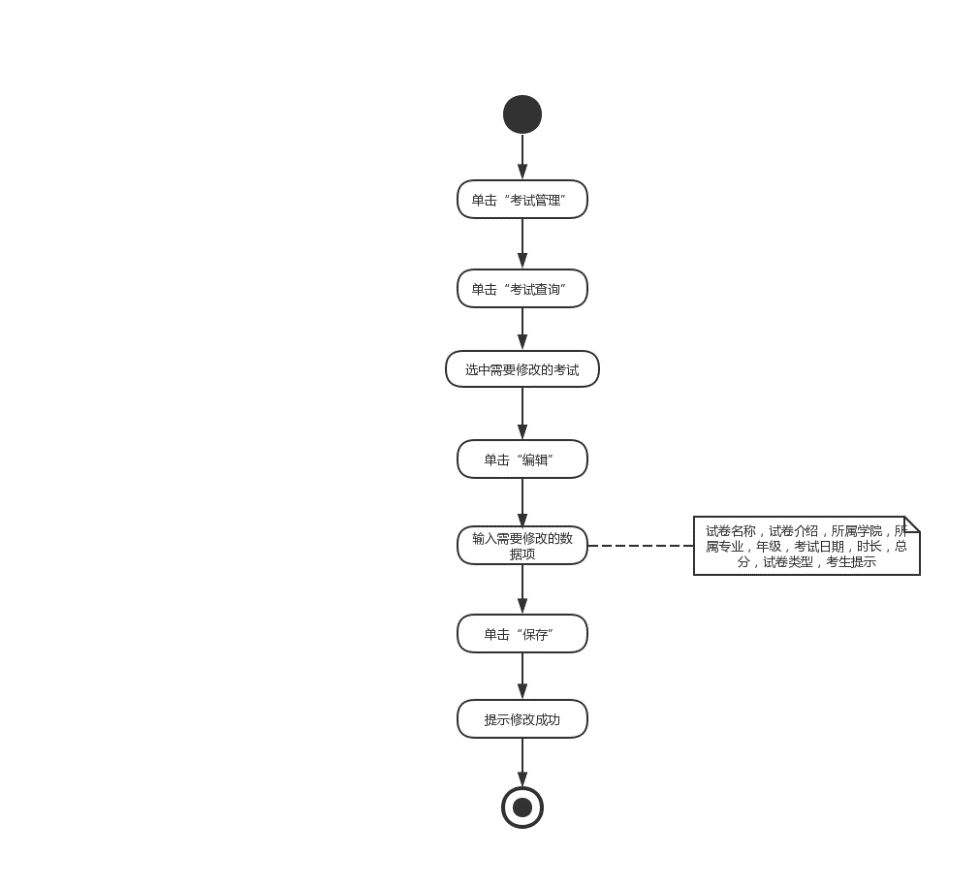 单击“考试管理”
单击“考试查询”
选中需要修改的考试
单击“编辑”
输入需要修改的数
据项
试卷名称，试卷介绍，所属学院，所
属专业，年级，考试日期，时长，总
分，试卷类型，考生提示
单击“保存”
提示修改成功